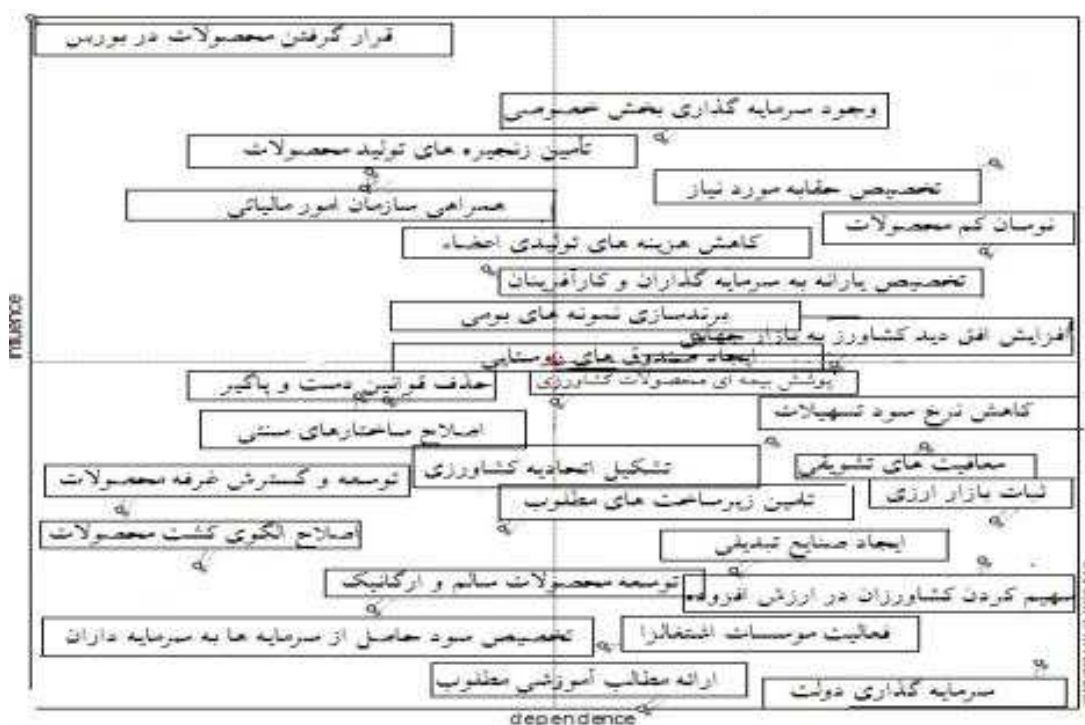 قرار گرفتن محصولات در بورس
وجود سرمایه گذاری بخش خصوصی
تأمین زنجیره های تولید محصولات
تخصیص حقابه مورد نیاز
همراهی سازمان امور مالیاتی
نوسان کم محصولات
کاهش هزینه های تولیدی اعضاء
تخصیص یارانه به سرمایه گذاران و کارآفرینان
برندسازی نمونه های بومی
افزایش افق دید کشاورز به بازار جهانی
ایجاد صندوق های روستایی
حذف قوانین دست و پاگیر
پوشش بیمه ای محصولات کشاورزی
کاهش نرخ سود تسهیلات
اصلاح ساختارهای سنتی
تشکیل اتحادیه کشاورزی
معافیت های تشویقی
توسعه و گسترش غرفه محصولات
ثبات بازار ارزی
تامین زیرساخت های مطلوب
اصلاح الگوی کشت محصولات
ایجاد صنایع تبدیلی
توسعه محصولات سالم و ارگانیک
سهیم کردن کشاورزان در ارزش افزوده
فعالیت موسسات اشتغالزا
تخصیص سود حاصل از سرمایه ها به سرمایه داران
ارائه مطالب آموزشی مطلوب
سرمایه گذاری دولت
dependence